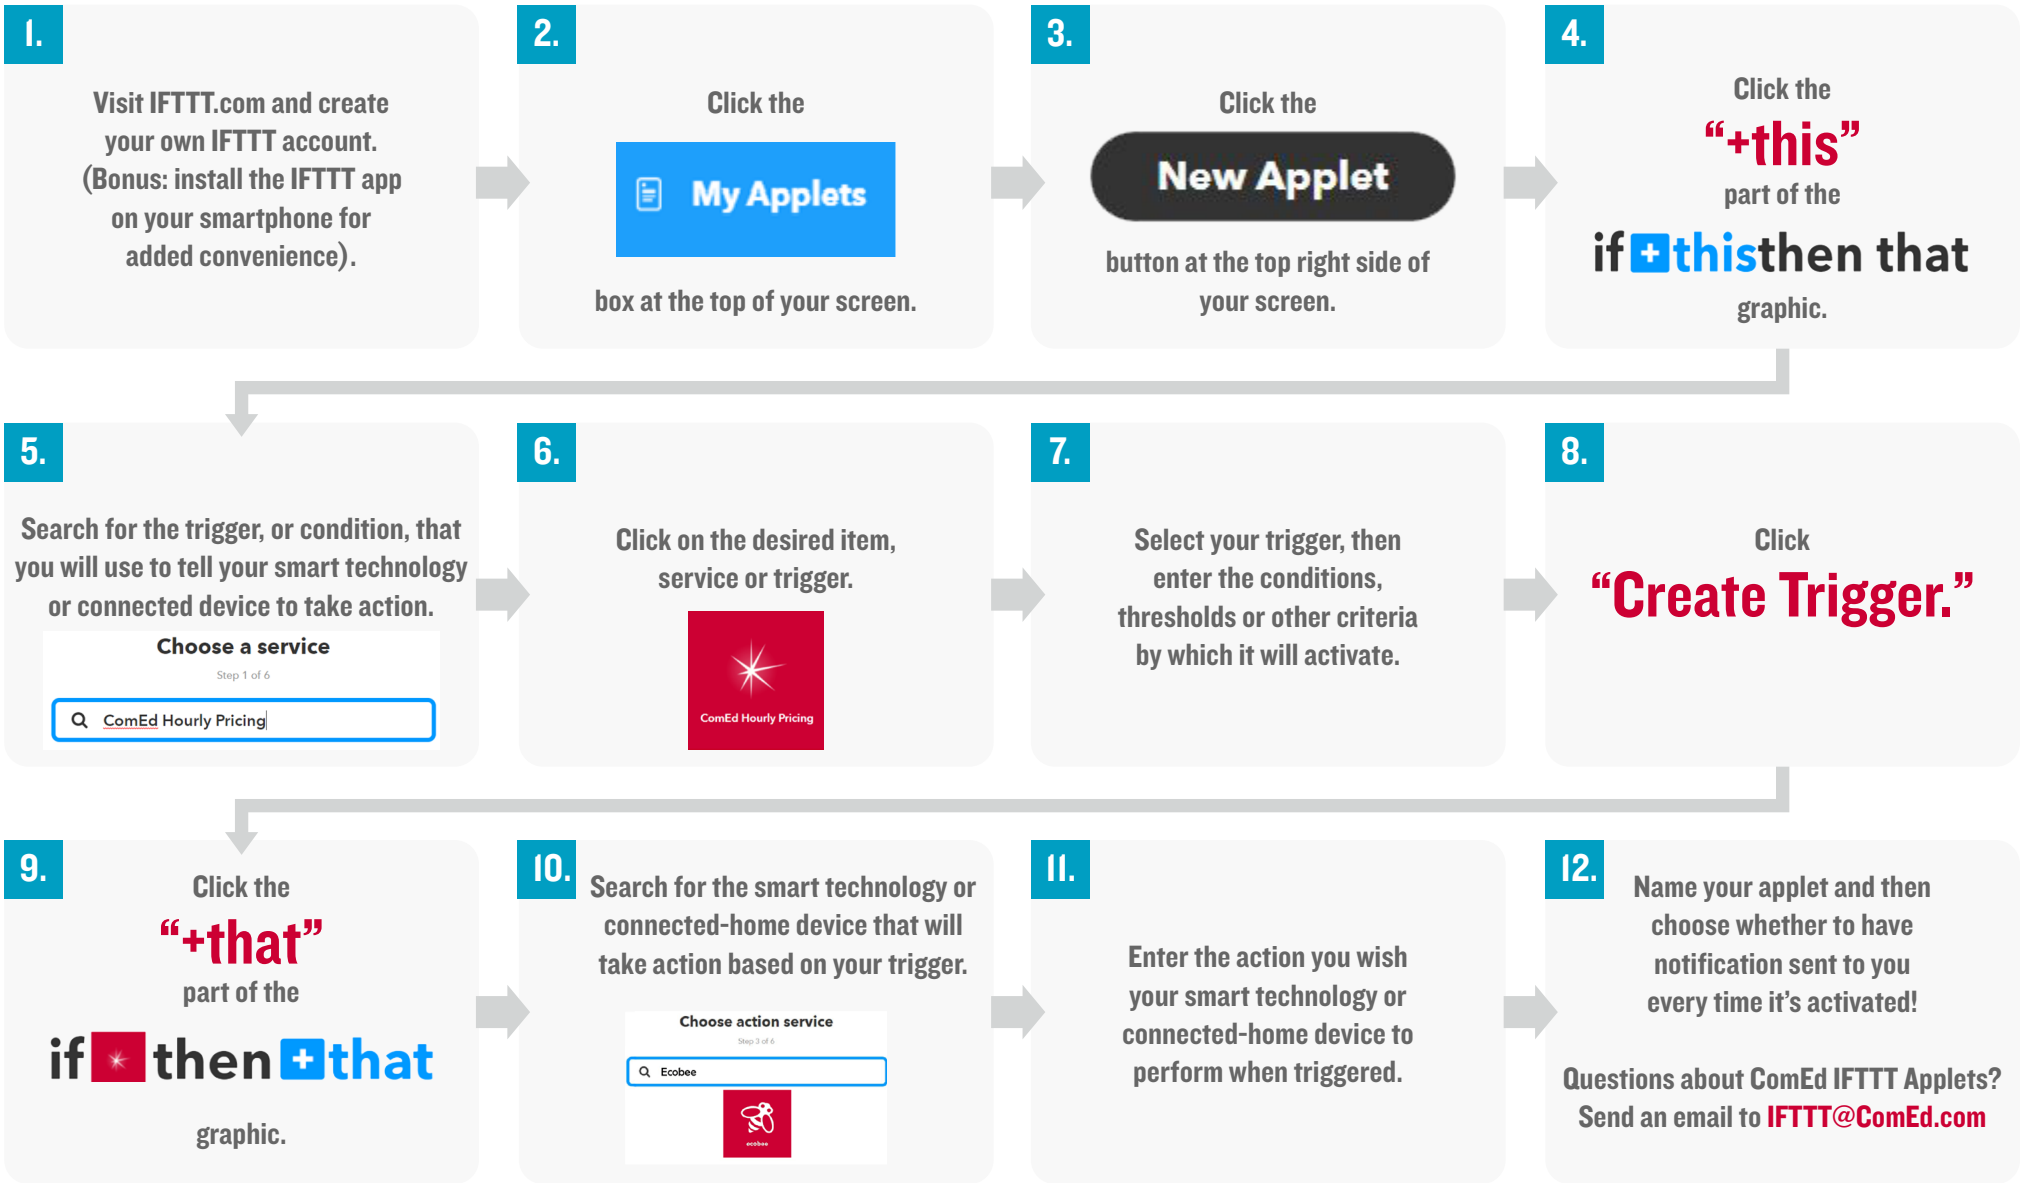 1.
Visit IFTTT.com and create
your own IFTTT account.
(Bonus: install the IFTTT app
on your smartphone for
added convenience).
2.
Click the
My Applets
box at the top of your screen.
3.
Click the
New Applet
button at the top right side of
your screen.
4.
Click the
“+this”
part of the
if+thisthen that
graphic.
5.
Search for the trigger, or condition, that
you will use to tell your smart technology
or connected device to take action.
Choose a service
Step 1 of 6
ComEd Hourly Pricing
6.
Click on the desired item,
service or trigger.
ComEd Hourly Pricing
7.
Select your trigger, then
enter the conditions,
thresholds or other criteria
by which it will activate.
8.
Click
“Create Trigger.”
9.
Click the
“+that”
part of the
if then +that
graphic.
10.
Search for the smart technology or
connected-home device that will
take action based on your trigger.
Choose action service
Step 3 of 6
Ecobee
ecobee
11.
Enter the action you wish
your smart technology or
connected-home device to
perform when triggered.
12.
Name your applet and then
choose whether to have
notification sent to you
every time it’s activated!
Questions about ComEd IFTTT Applets?
Send an email to IFTTT@ComEd.com